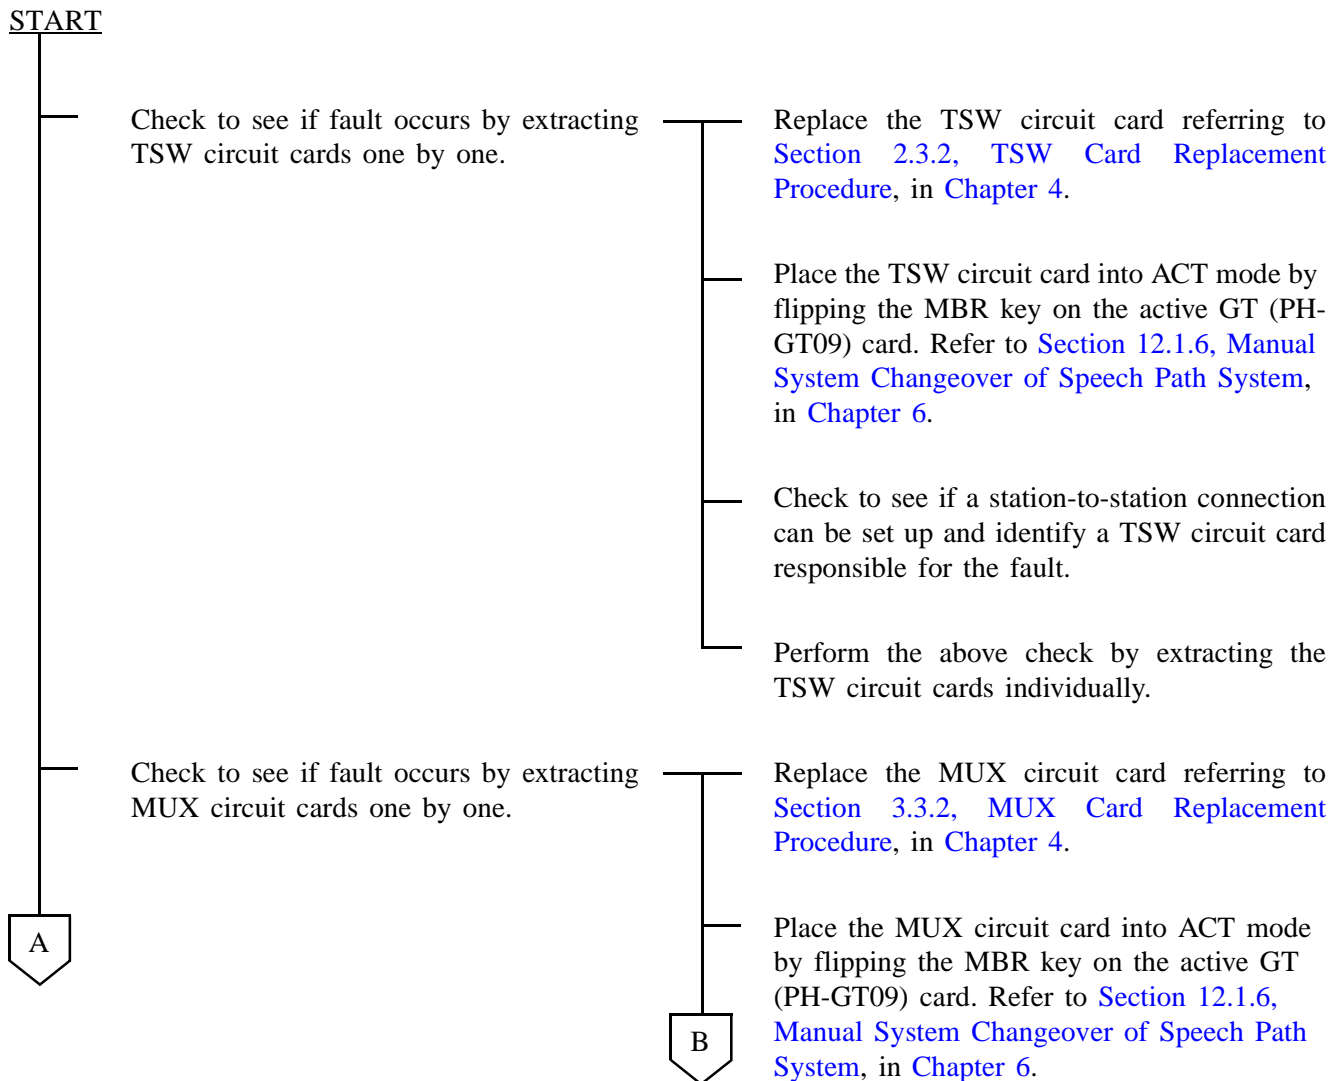 START
Check to see if fault occurs by extracting
TSW circuit cards one by one.
Replace the TSW circuit card referring to
Section 2.3.2, TSW Card Replacement
Procedure, in Chapter 4.
Place the TSW circuit card into ACT mode by
flipping the MBR key on the active GT (PH-
GT09) card. Refer to Section 12.1.6, Manual
System Changeover of Speech Path System,
in Chapter 6.
Check to see if a station-to-station connection
can be set up and identify a TSW circuit card
responsible for the fault.
Perform the above check by extracting the
TSW circuit cards individually.
Check to see if fault occurs by extracting
MUX circuit cards one by one.
Replace the MUX circuit card referring to
Section 3.3.2, MUX Card Replacement
Procedure, in Chapter 4.
Place the MUX circuit card into ACT mode
by flipping the MBR key on the active GT
(PH-GT09) card. Refer to Section 12.1.6,
Manual System Changeover of Speech Path
System, in Chapter 6.
A
B